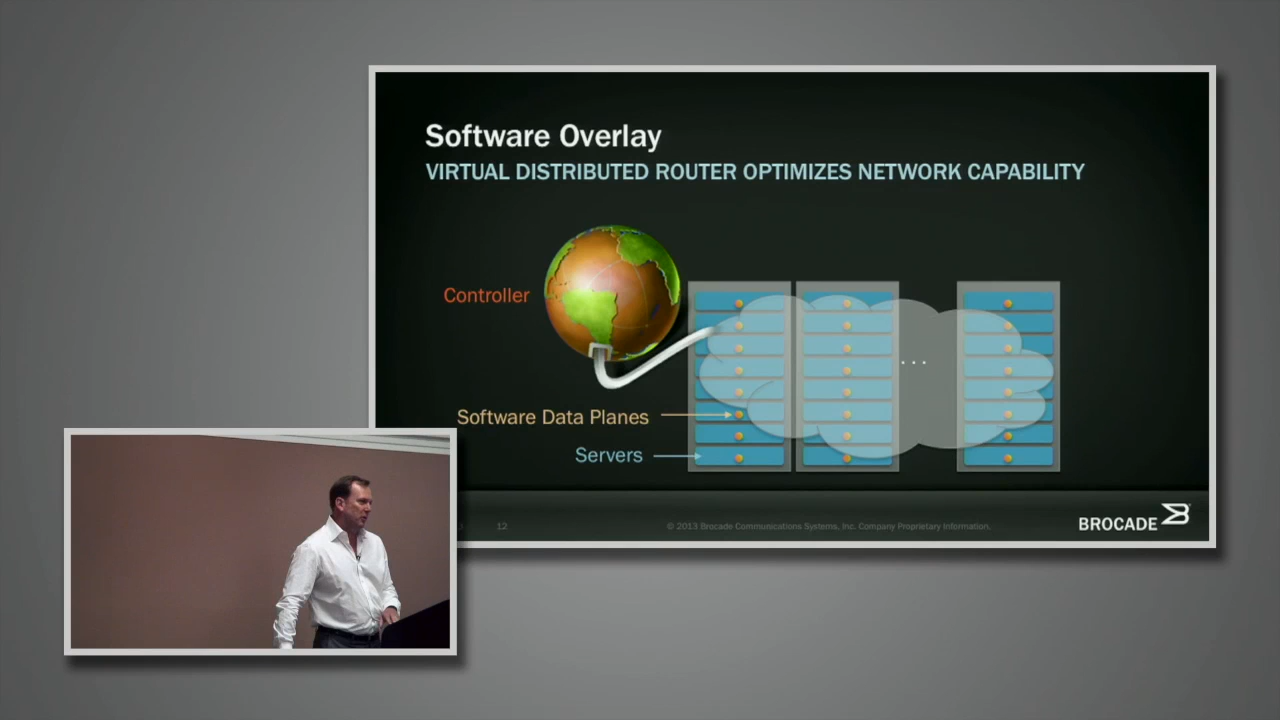 Software Overlay
VIRTUAL DISTRIBUTED ROUTER OPTIMIZES NETWORK CAPABILITY
Controller
...
Software Data Planes
Servers
12
© 2013 Brocade Communications Systems, Inc. Company Proprietary Information.
BROCADE